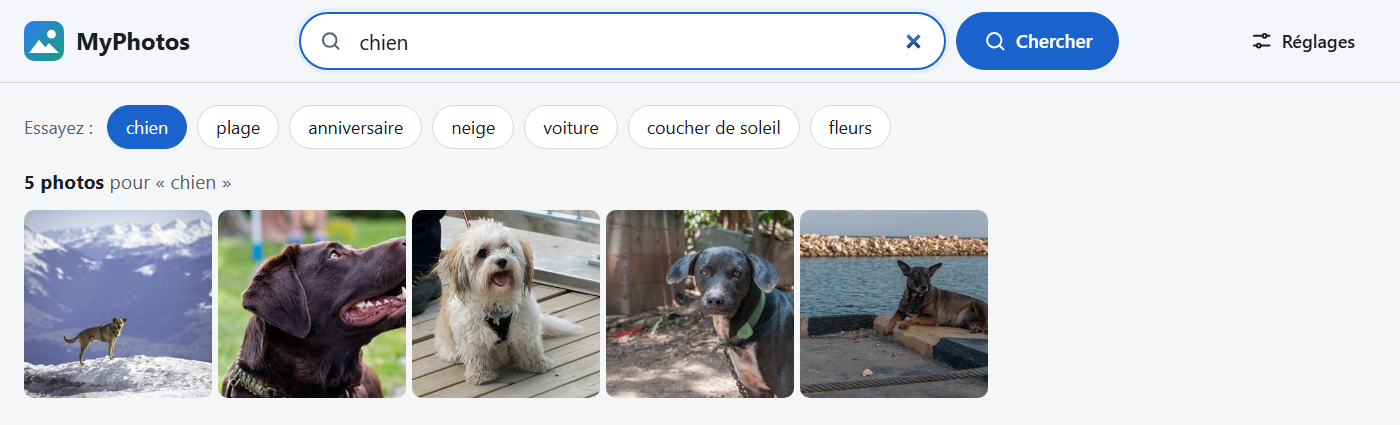 MyPhotos
chien
Chercher
Réglages
Essayez :
chien
plage
anniversaire
neige
voiture
coucher de soleil
fleurs
5 photos pour « chien »